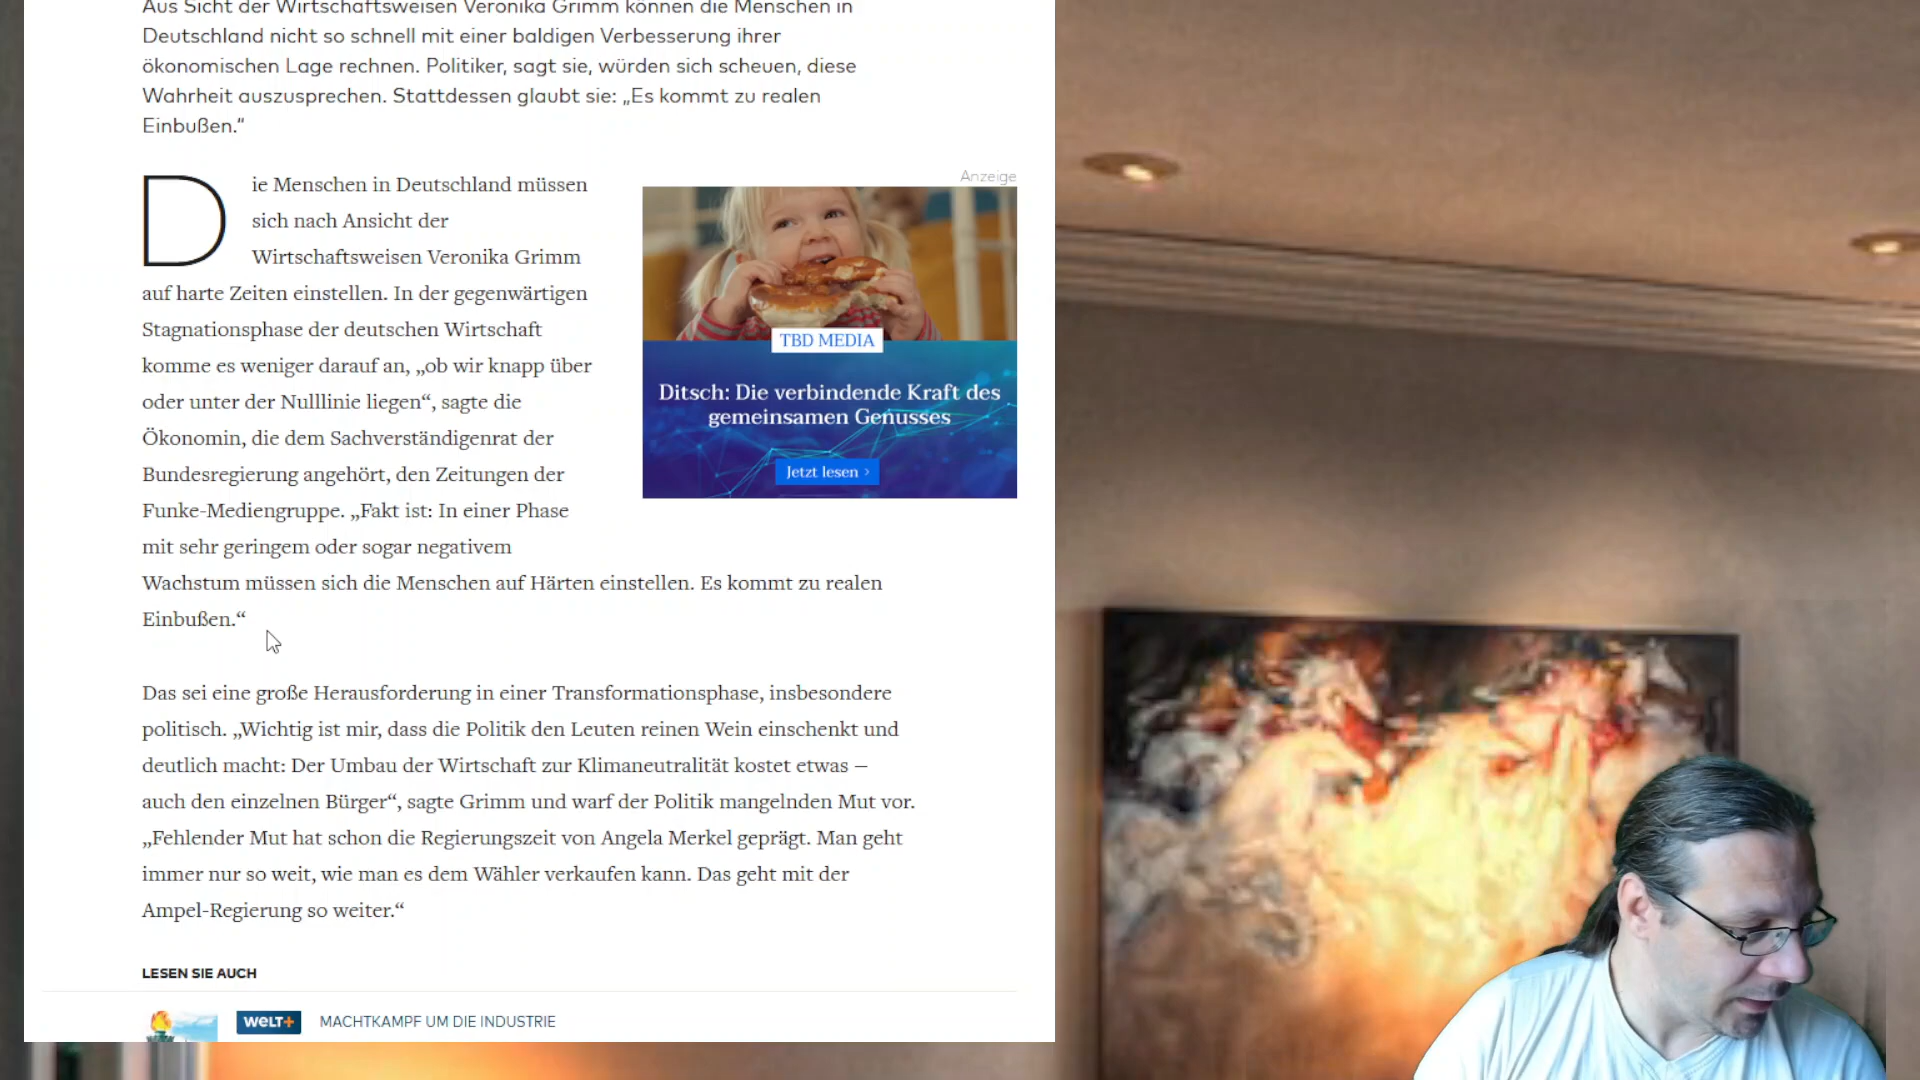 Aus Sicht der Wirtschaftsweisen Veronika Grimm können die Menschen in
Deutschland nicht so schnell mit einer baldigen Verbesserung ihrer
ökonomischen Lage rechnen. Politiker, sagt sie, würden sich scheuen, diese
Wahrheit auszusprechen. Stattdessen glaubt sie: „Es kommt zu realen
Einbußen.“
Die Menschen in Deutschland müssen
sich nach Ansicht der
Wirtschaftsweisen Veronika Grimm
auf harte Zeiten einstellen. In der gegenwärtigen
Stagnationsphase der deutschen Wirtschaft
komme es weniger darauf an, „ob wir knapp über
oder unter der Nulllinie liegen“, sagte die
Ökonomin, die dem Sachverständigenrat der
Bundesregierung angehört, den Zeitungen der
Funke-Mediengruppe. „Fakt ist: In einer Phase
mit sehr geringem oder sogar negativem
Wachstum müssen sich die Menschen auf Härten einstellen. Es kommt zu realen
Einbußen.“
Anzeige
TBD MEDIA
Ditsch: Die verbindende Kraft des
gemeinsamen Genusses
Jetzt lesen ›
Das sei eine große Herausforderung in einer Transformationsphase, insbesondere
politisch. „Wichtig ist mir, dass die Politik den Leuten reinen Wein einschenkt und
deutlich macht: Der Umbau der Wirtschaft zur Klimaneutralität kostet etwas –
auch den einzelnen Bürger“, sagte Grimm und warf der Politik mangelnden Mut vor.
„Fehlender Mut hat schon die Regierungszeit von Angela Merkel geprägt. Man geht
immer nur so weit, wie man es dem Wähler verkaufen kann. Das geht mit der
Ampel-Regierung so weiter.“
LESEN SIE AUCH
WELT+ MACHTKAMPF UM DIE INDUSTRIE